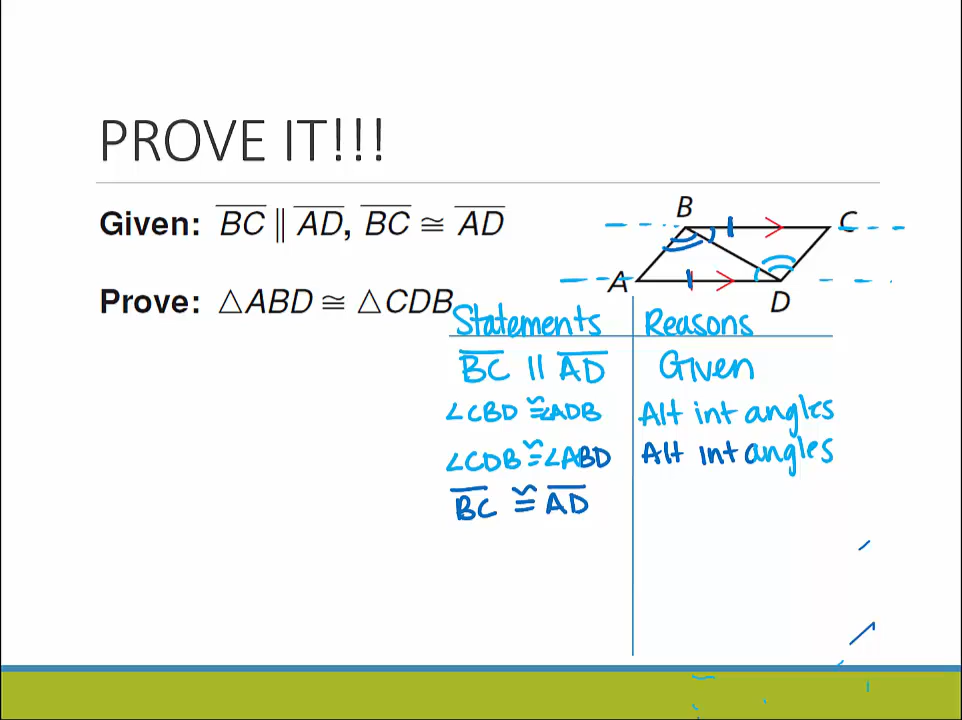 PROVE IT!!!
Given: BC ∥ AD, BC ≅ AD
Prove: △ABD ≅ △CDB
B
C
A
D
Statements Reasons
BC || AD Given
∠CBD ≅ ∠ADB Alt int angles
∠CDB ≅ ∠ABD Alt int angles
BC ≅ AD